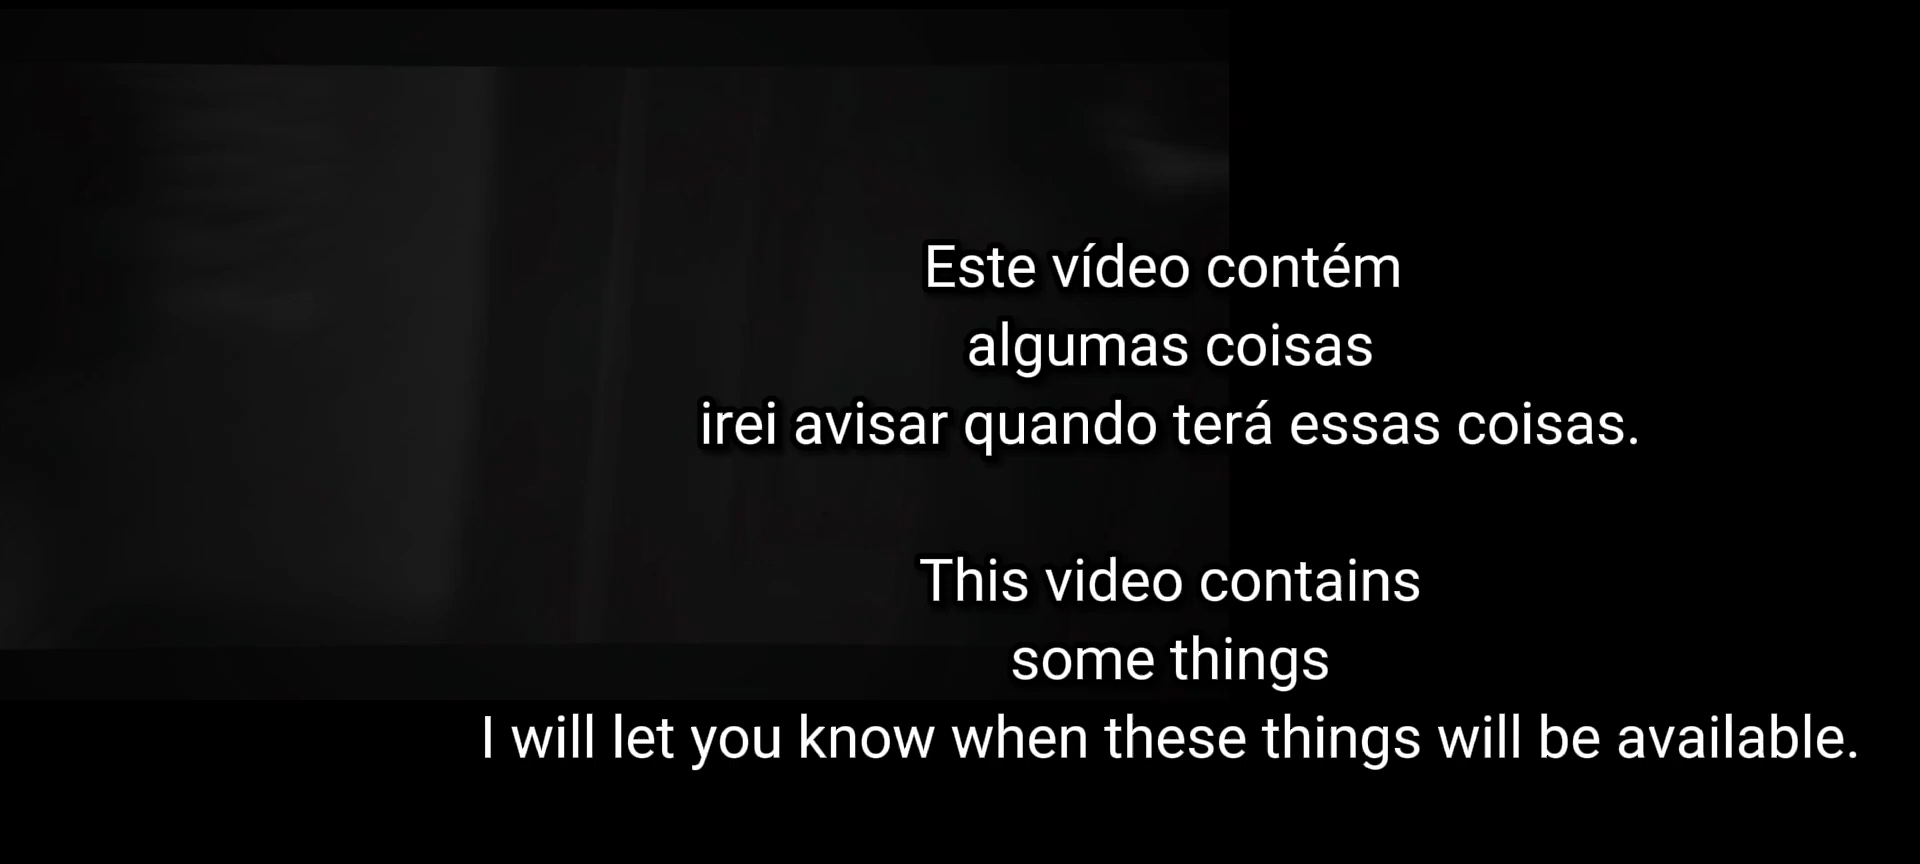 Este vídeo contém
algumas coisas
irei avisar quando terá essas coisas.
This video contains
some things
I will let you know when these things will be available.